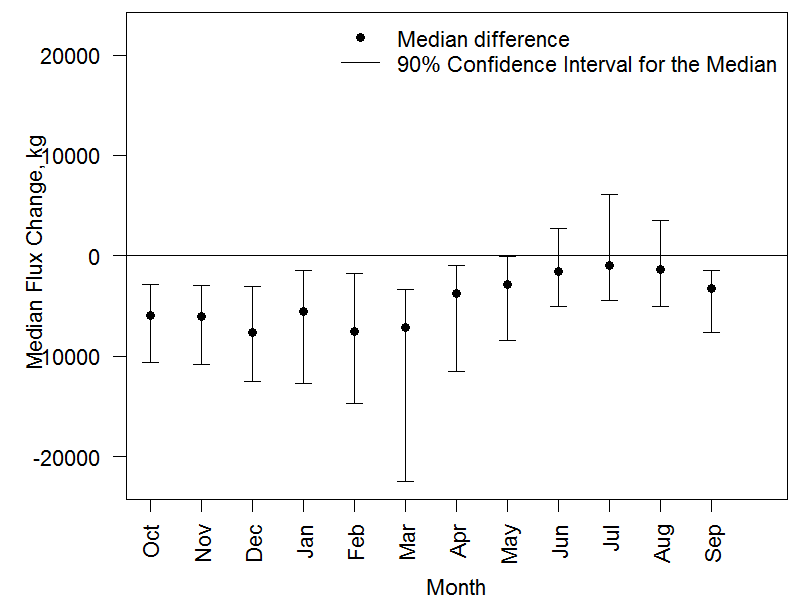 Median difference
90% Confidence Interval for the Median
Median Flux Change, kg
20000
10000
0
-10000
-20000
Oct
Nov
Dec
Jan
Feb
Mar
Apr
May
Jun
Jul
Aug
Sep
Month